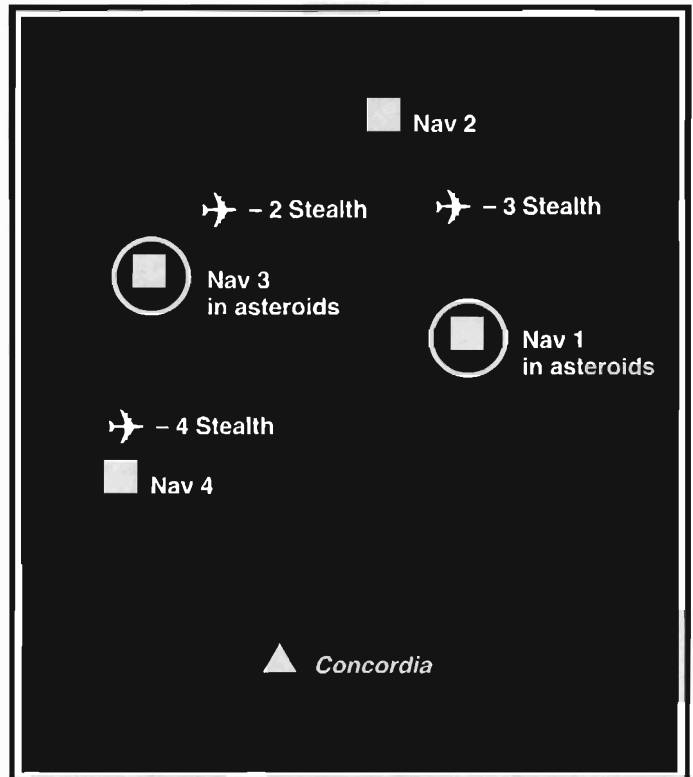 Nav 2
– 2 Stealth
– 3 Stealth
Nav 3
in asteroids
Nav 1
in asteroids
– 4 Stealth
Nav 4
Concordia